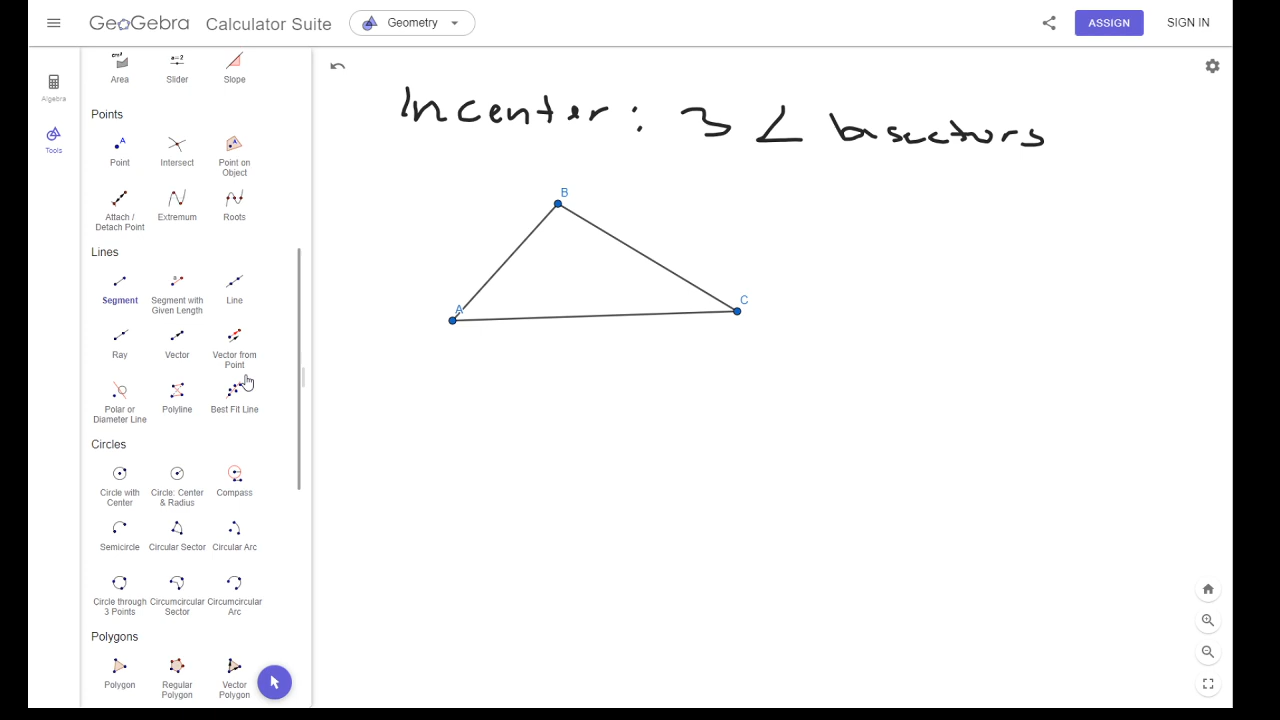 GeoGebra Calculator Suite Geometry ASSIGN SIGN IN
Algebra
Tools
Area Slider Slope
Points
Point Intersect Point on Object
Attach / Detach Point Extremum Roots
Lines
Segment Segment with Given Length Line
Ray Vector Vector from Point
Polar or Diameter Line Polyline Best Fit Line
Circles
Circle with Center Circle: Center & Radius Compass
Semicircle Circular Sector Circular Arc
Circle through 3 Points Circumcircular Sector Circumcircular Arc
Polygons
Polygon Regular Polygon Vector Polygon
Incenter: 3 ∠ bisectors
B
A
C